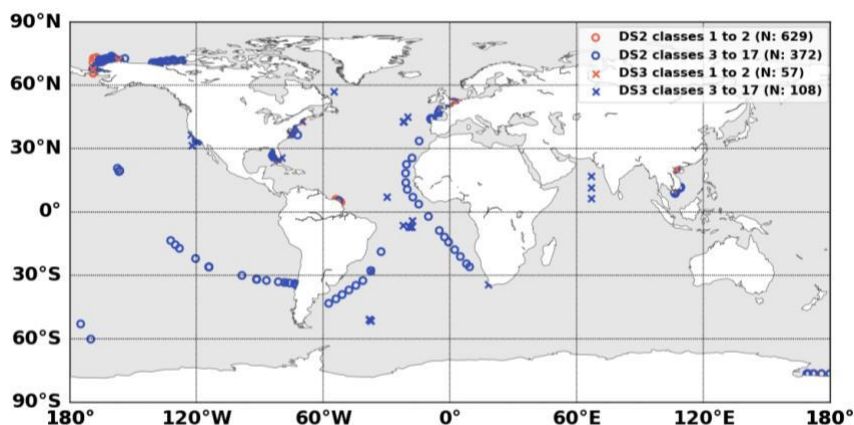 90°N
60°N
30°N
0°
30°S
60°S
90°S
180°
120°W
60°W
0°
60°E
120°E
180°
DS2 classes 1 to 2 (N: 629)
DS2 classes 3 to 17 (N: 372)
DS3 classes 1 to 2 (N: 57)
DS3 classes 3 to 17 (N: 108)